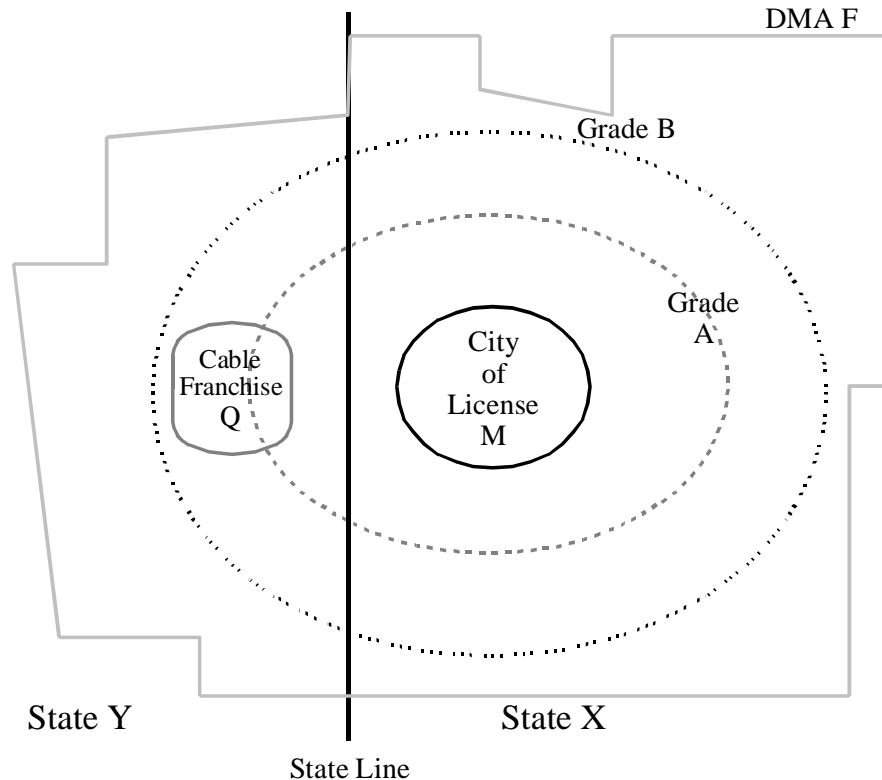 DMA F
Grade B
Grade
A
City
of
License
M
Cable
Franchise
Q
State Y
State X
State Line